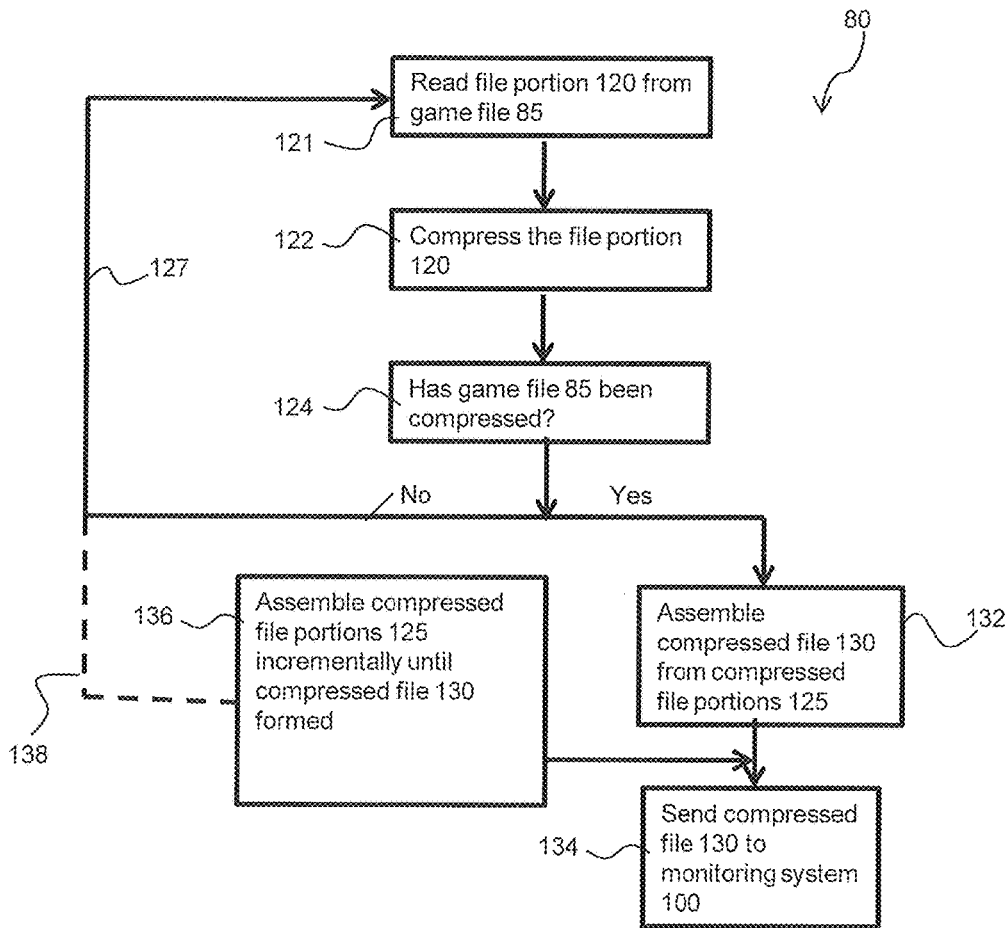 80
Read file portion 120 from
game file 85
121
122
Compress the file portion
120
127
124
Has game file 85 been
compressed?
No
Yes
136
Assemble compressed
file portions 125
incrementally until
compressed file 130
formed
Assemble
compressed file 130
from compressed
file portions 125
132
138
134
Send compressed
file 130 to
monitoring system
100